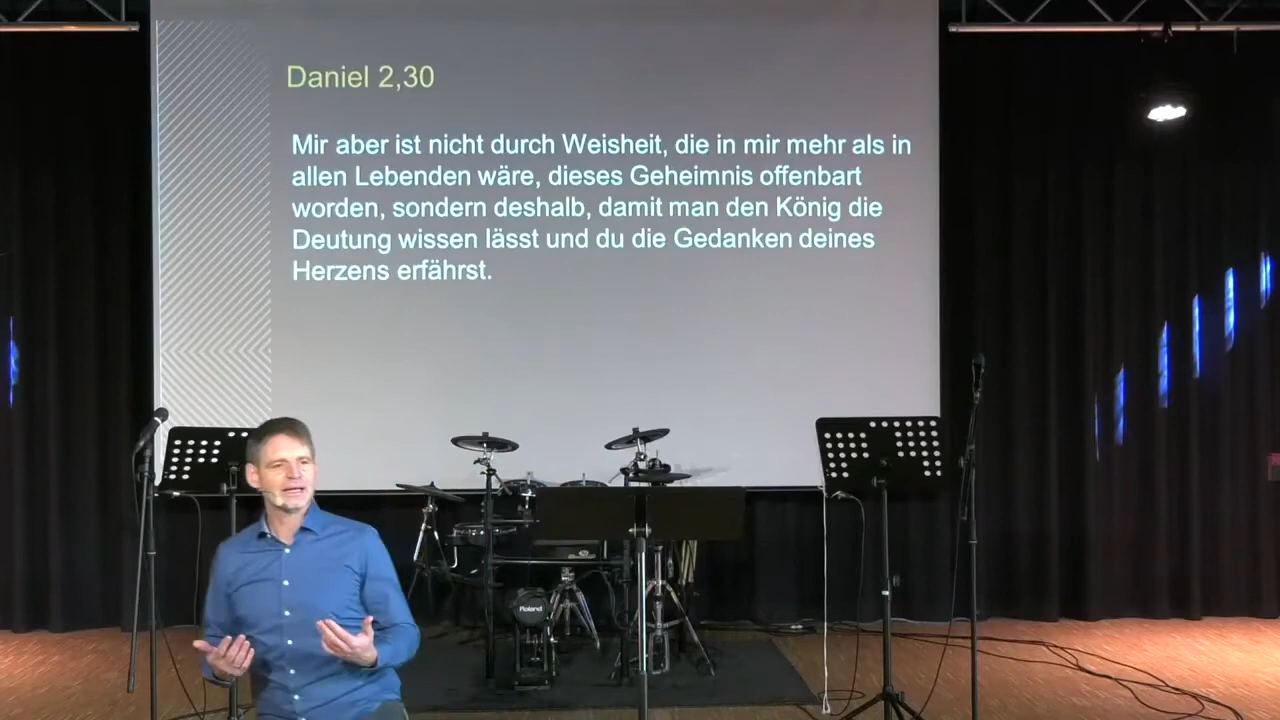 Daniel 2,30
Mir aber ist nicht durch Weisheit, die in mir mehr als in
allen Lebenden wäre, dieses Geheimnis offenbart
worden, sondern deshalb, damit man den König die
Deutung wissen lässt und du die Gedanken deines
Herzens erfährst.
Roland